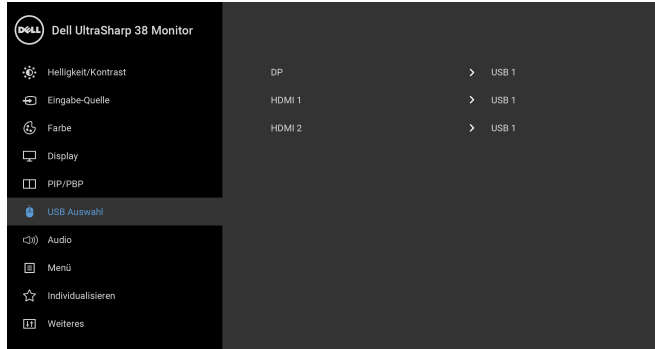 DELL Dell UltraSharp 38 Monitor
Helligkeit/Kontrast DP > USB 1
Eingabe-Quelle HDMI 1 > USB 1
Farbe HDMI 2 > USB 1
Display
PIP/PBP
USB Auswahl
Audio
Menü
Individualisieren
Weiteres